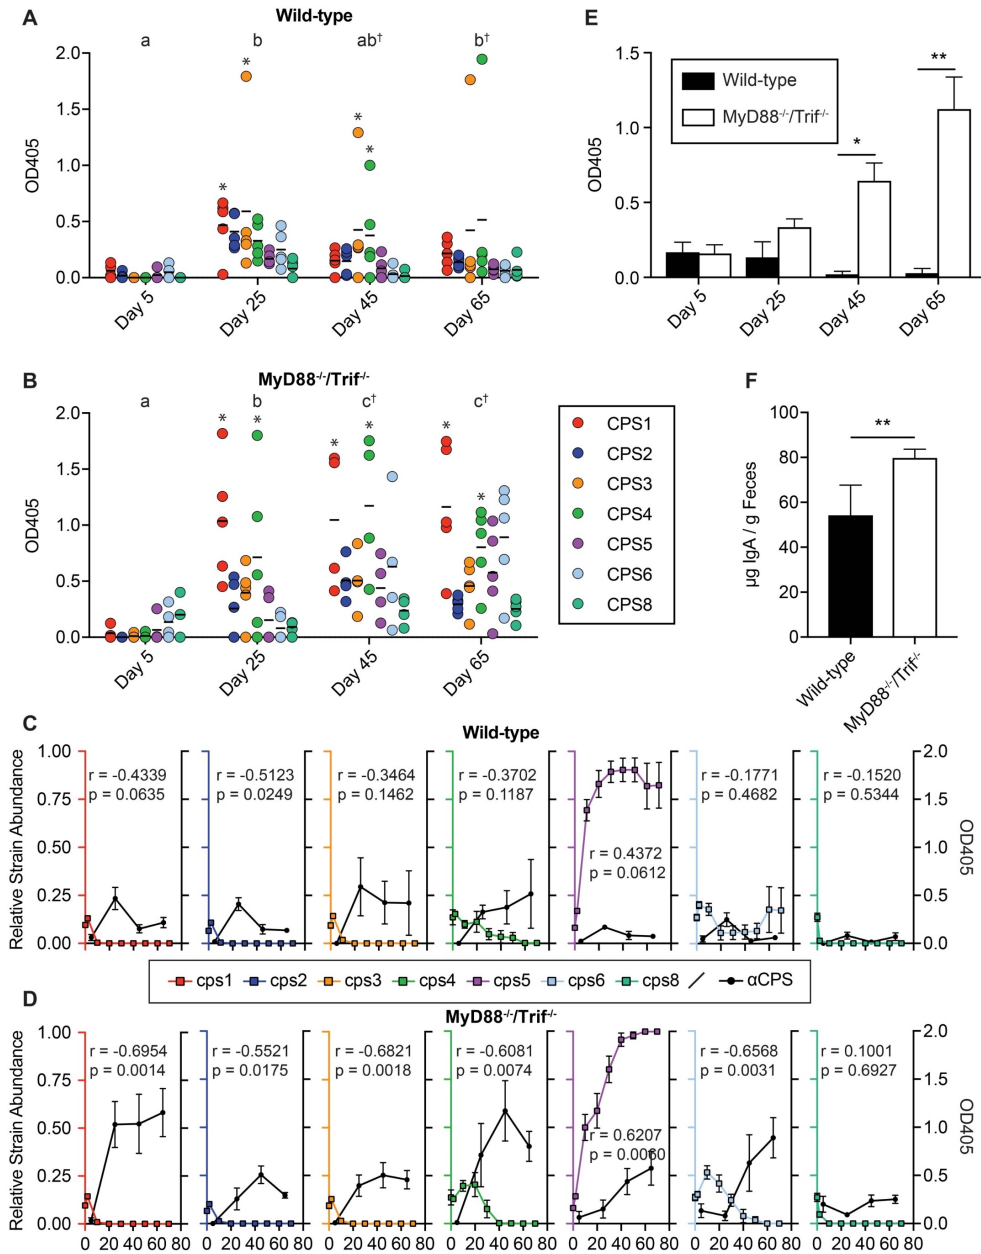 A
Wild-type
a
b
ab†
b†
2.0
1.5
1.0
0.5
0.0
OD405
*
*
*
*
Day 5
Day 25
Day 45
Day 65
E
1.5
1.0
0.5
0.0
OD405
Wild-type
MyD88-/-/Trif-/-
*
**
Day 5
Day 25
Day 45
Day 65
B
MyD88-/-/Trif-/-
a
b
c†
c†
2.0
1.5
1.0
0.5
0.0
OD405
*
*
*
*
*
*
Day 5
Day 25
Day 45
Day 65
CPS1
CPS2
CPS3
CPS4
CPS5
CPS6
CPS8
F
100
80
60
40
20
0
µg IgA / g Feces
**
Wild-type
MyD88-/-/Trif-/-
C
Wild-type
1.00
0.75
0.50
0.25
0.00
Relative Strain Abundance
r = -0.4339
p = 0.0635
r = -0.5123
p = 0.0249
r = -0.3464
p = 0.1462
r = -0.3702
p = 0.1187
r = 0.4372
p = 0.0612
r = -0.1771
p = 0.4682
r = -0.1520
p = 0.5344
2.0
1.5
1.0
0.5
0.0
OD405
cps1
cps2
cps3
cps4
cps5
cps6
cps8
/
αCPS
D
MyD88-/-/Trif-/-
1.00
0.75
0.50
0.25
0.00
Relative Strain Abundance
r = -0.6954
p = 0.0014
r = -0.5521
p = 0.0175
r = -0.6821
p = 0.0018
r = -0.6081
p = 0.0074
r = 0.6207
p = 0.0060
r = -0.6568
p = 0.0031
r = 0.1001
p = 0.6927
2.0
1.5
1.0
0.5
0.0
OD405
0 20 40 60 80
0 20 40 60 80
0 20 40 60 80
0 20 40 60 80
0 20 40 60 80
0 20 40 60 80
0 20 40 60 80